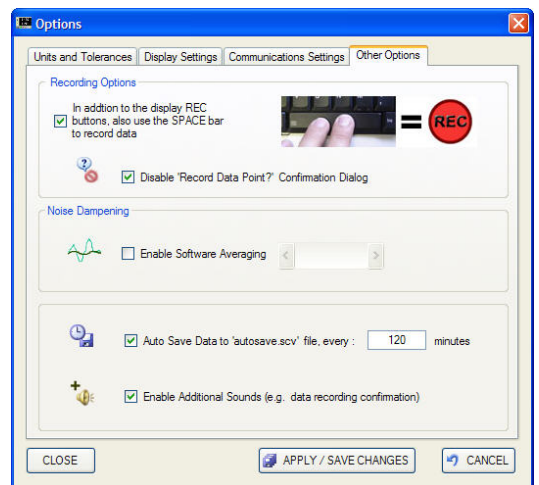 Options
Units and Tolerances Display Settings Communications Settings Other Options
Recording Options
In addtion to the display REC
buttons, also use the SPACE bar
to record data
= REC
Disable 'Record Data Point?' Confirmation Dialog
Noise Dampening
Enable Software Averaging
Auto Save Data to 'autosave.scv' file, every : 120 minutes
Enable Additional Sounds (e.g. data recording confirmation)
CLOSE APPLY / SAVE CHANGES CANCEL